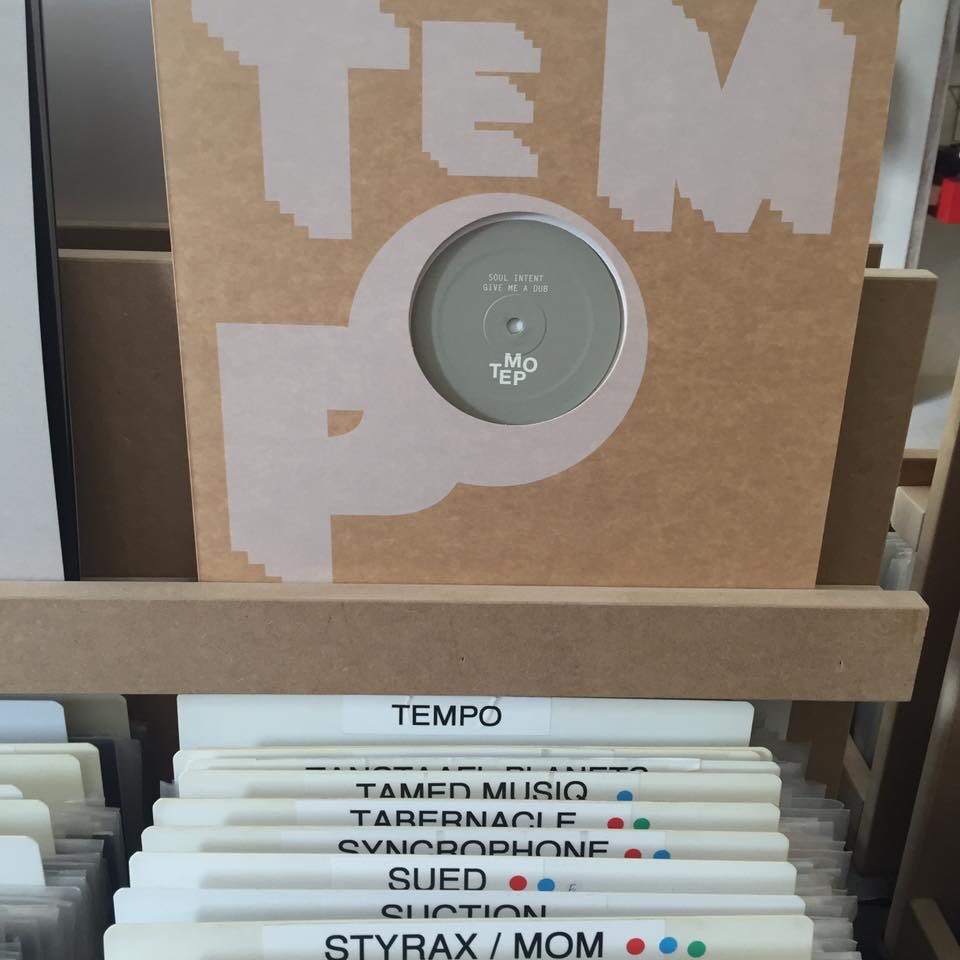 TEM
PO
SOUL INTENT
GIVE ME A DUB
MO
TEP
TEMPO
TAMED MUSIQ
TABERNACLE
SYNCROPHONE
SUED
SUCTION
STYRAX / MOM